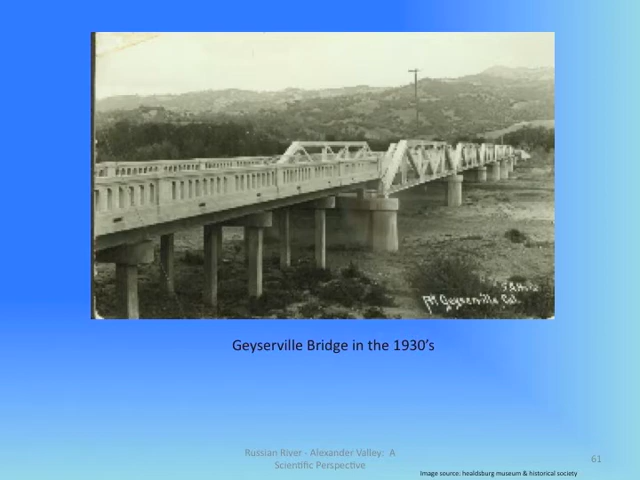 At Geyserville Cal.
Geyserville Bridge in the 1930’s
Russian River - Alexander Valley:  A
Scientific Perspective
61
Image source: healdsburg museum & historical society